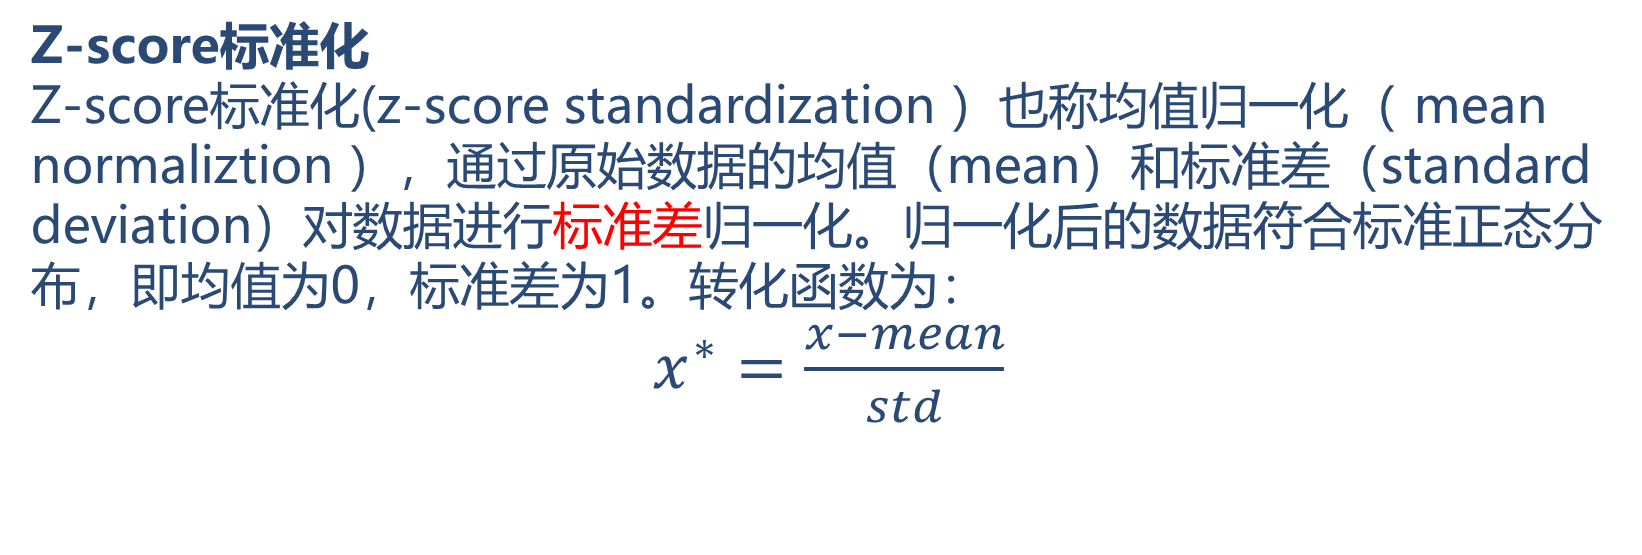 Z-score标准化
Z-score标准化(z-score standardization ）也称均值归一化（ mean
normaliztion ），通过原始数据的均值（mean）和标准差（standard
deviation）对数据进行标准差归一化。归一化后的数据符合标准正态分
布，即均值为0，标准差为1。转化函数为：
x* = (x−mean)/std